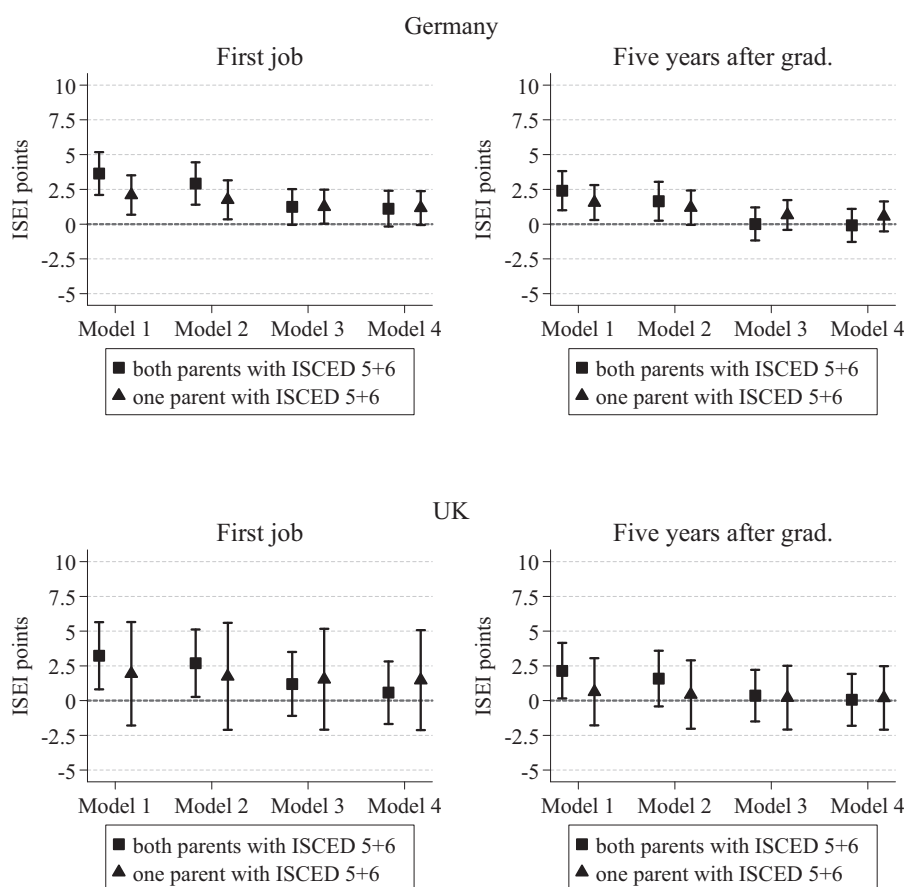 Germany
First job
Five years after grad.
ISEI points
10
7.5
5
2.5
0
-2.5
-5
Model 1 Model 2 Model 3 Model 4
both parents with ISCED 5+6
one parent with ISCED 5+6
ISEI points
10
7.5
5
2.5
0
-2.5
-5
Model 1 Model 2 Model 3 Model 4
both parents with ISCED 5+6
one parent with ISCED 5+6
UK
First job
Five years after grad.
ISEI points
10
7.5
5
2.5
0
-2.5
-5
Model 1 Model 2 Model 3 Model 4
both parents with ISCED 5+6
one parent with ISCED 5+6
ISEI points
10
7.5
5
2.5
0
-2.5
-5
Model 1 Model 2 Model 3 Model 4
both parents with ISCED 5+6
one parent with ISCED 5+6